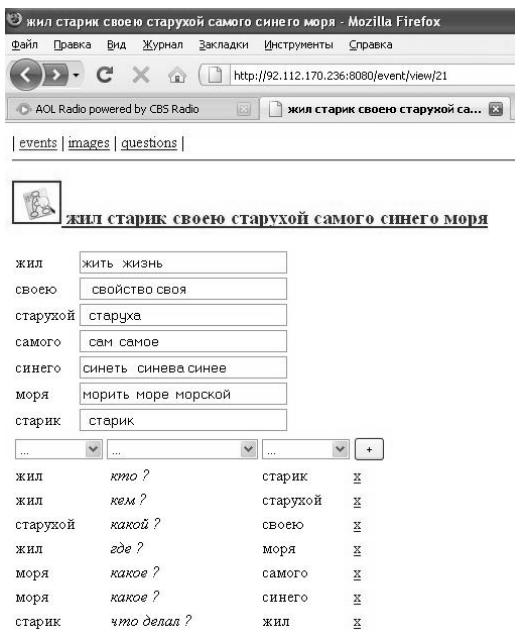 жил старик своею старухой самого синего моря - Mozilla Firefox
Файл Правка Вид Журнал Закладки Инструменты Справка
http://92.112.170.236:8080/event/view/21
AOL Radio powered by CBS Radio жил старик своею старухой са...
| events | images | questions |
жил старик своею старухой самого синего моря
жил жить жизнь
своею свойство своя
старухой старуха
самого сам самое
синего синеть синева синее
моря морить море морской
старик старик
... ... ... +
жил кто ? старик x
жил кем ? старухой x
старухой какой ? своею x
жил где ? моря x
моря какое ? самого x
моря какое ? синего x
старик что делал ? жил x